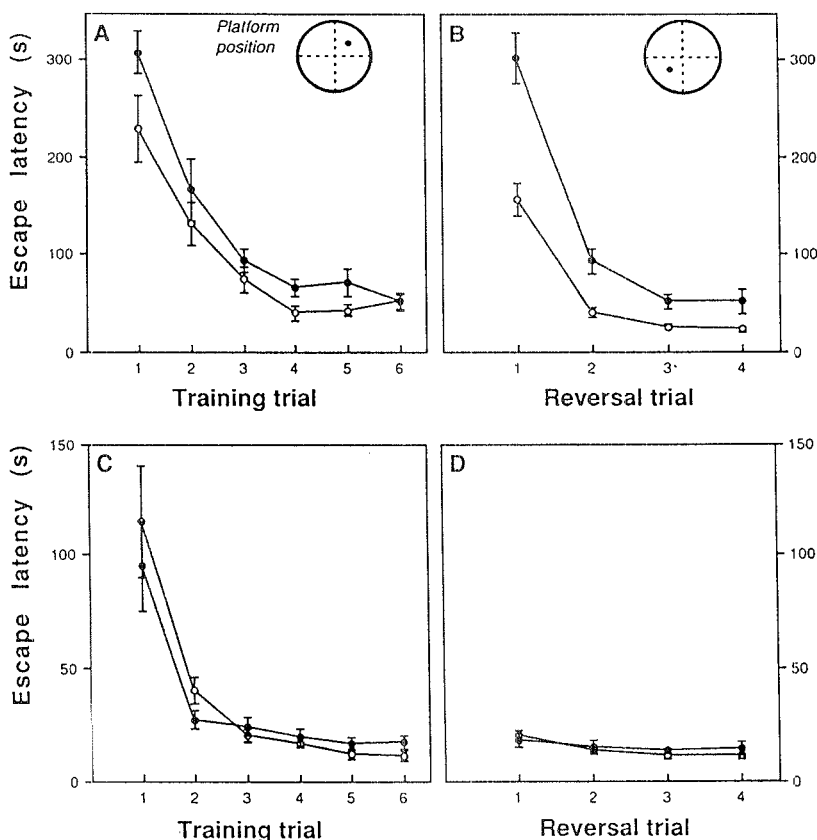 A
Platform
position
B
Escape latency (s)
300
200
100
0
300
200
100
0
1 2 3 4 5 6
1 2 3 4
Training trial
Reversal trial
C
D
Escape latency (s)
150
100
50
0
150
100
50
0
1 2 3 4 5 6
1 2 3 4
Training trial
Reversal trial